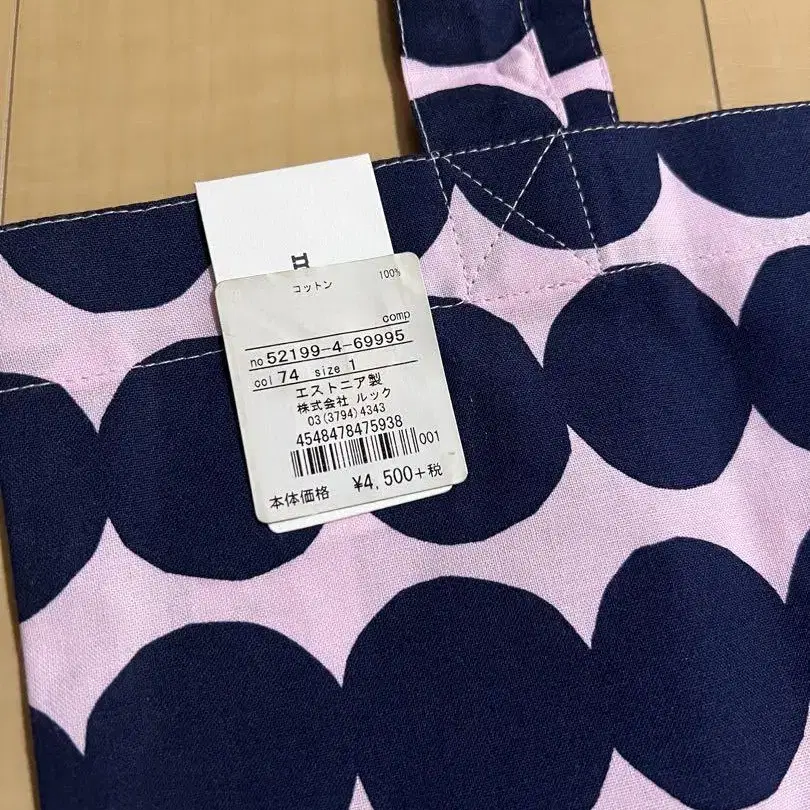 コットン 100%
comp
no 52199-4-69995
col 74 size 1
エストニア製
株式会社 ルック
03(3794)4343
4548478475938
001
本体価格 ¥4,500+税